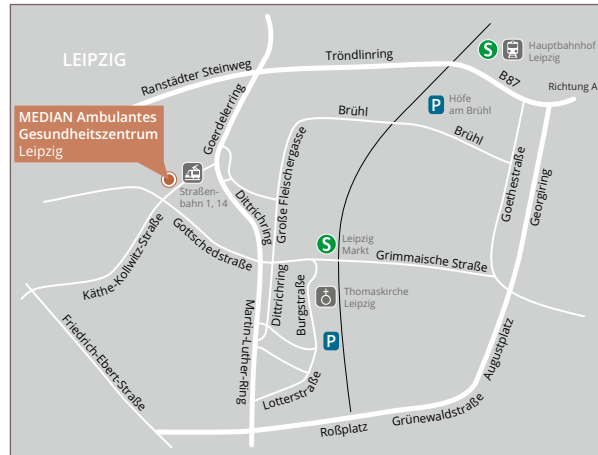 LEIPZIG
Ranstädter Steinweg
Tröndlinring
S
Hauptbahnhof
Leipzig
B87
Richtung A
P
Höfe
am Brühl
Brühl
Brühl
MEDIAN Ambulantes
Gesundheitszentrum
Leipzig
Goerdelerring
Große Fleischergasse
Goethestraße
Georgiring
Straßen-
bahn 1, 14
Dittrichring
Gottschedstraße
S
Leipzig
Markt
Grimmaische Straße
Käthe-Kollwitz-Straße
Dittrichring
Burgstraße
Thomaskirche
Leipzig
Martin-Luther-Ring
Friedrich-Ebert-Straße
P
Augustplatz
Lotterstraße
Roßplatz
Grünewaldstraße